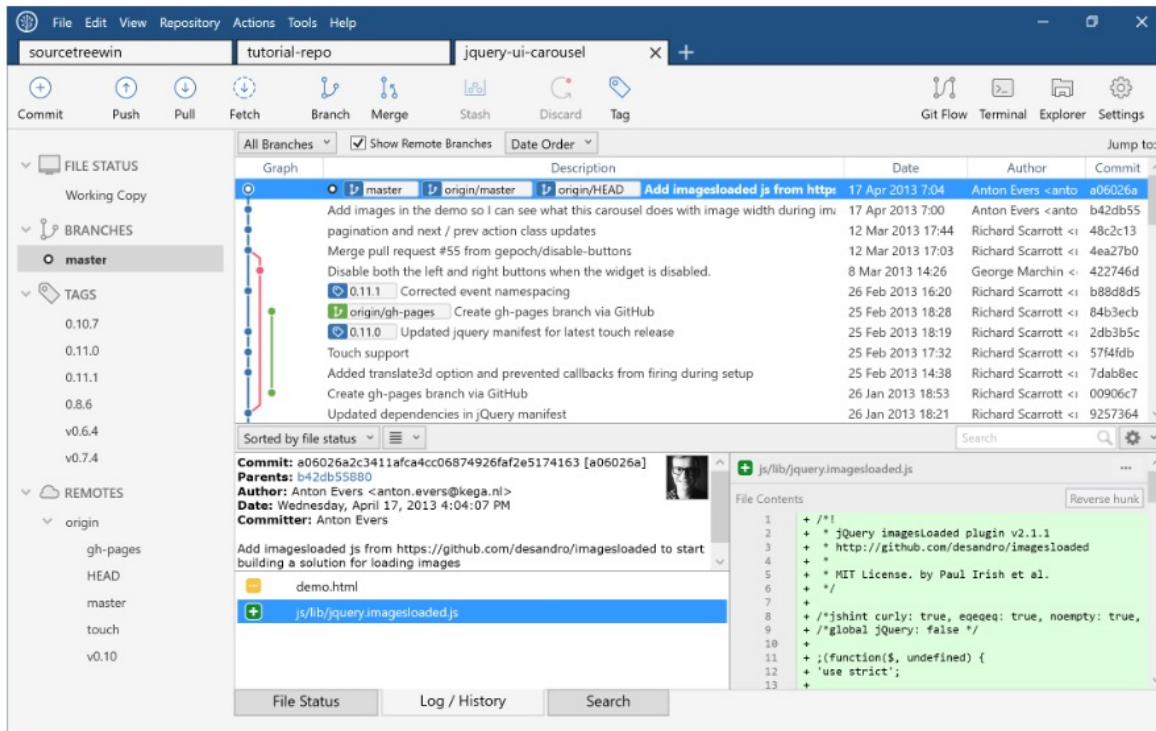 File Edit View Repository Actions Tools Help
sourcetreewin tutorial-repo jquery-ui-carousel
Commit Push Pull Fetch Branch Merge Stash Discard Tag Git Flow Terminal Explorer Settings
All Branches Show Remote Branches Date Order Jump to:
FILE STATUS
Working Copy
BRANCHES
master
TAGS
0.10.7
0.11.0
0.11.1
0.8.6
v0.6.4
v0.7.4
REMOTES
origin
gh-pages
HEAD
master
touch
v0.10
Graph Description Date Author Commit
master origin/master origin/HEAD Add imagesloaded js from https 17 Apr 2013 7:04 Anton Evers <anto a06026a
Add images in the demo so I can see what this carousel does with image width during ima 17 Apr 2013 7:00 Anton Evers <anto b42db55
pagination and next / prev action class updates 12 Mar 2013 17:44 Richard Scarrott < 48c2c13
Merge pull request #55 from gepoch/disable-buttons 12 Mar 2013 17:03 Richard Scarrott < 4ea27b0
Disable both the left and right buttons when the widget is disabled. 8 Mar 2013 14:26 George Marchin < 422746d
0.11.1 Corrected event namespacing 26 Feb 2013 16:20 Richard Scarrott < b88d8d5
origin/gh-pages Create gh-pages branch via GitHub 25 Feb 2013 18:28 Richard Scarrott < 84b3ecb
0.11.0 Updated jquery manifest for latest touch release 25 Feb 2013 18:19 Richard Scarrott < 2db3b5c
Touch support 25 Feb 2013 17:32 Richard Scarrott < 57f4fdb
Added translate3d option and prevented callbacks from firing during setup 25 Feb 2013 14:38 Richard Scarrott < 7dab8ec
Create gh-pages branch via GitHub 26 Jan 2013 18:53 Richard Scarrott < 00906c7
Updated dependencies in jQuery manifest 26 Jan 2013 18:21 Richard Scarrott < 9257364
Sorted by file status Search
Commit: a06026a2c3411afca4cc06874926faf2e5174163 [a06026a]
Parents: b42db55880
Author: Anton Evers <anton.evers@kega.nl>
Date: Wednesday, April 17, 2013 4:04:07 PM
Committer: Anton Evers
Add imagesloaded js from https://github.com/desandro/imagesloaded to start
building a solution for loading images
demo.html
js/lib/jquery.imagesloaded.js
js/lib/jquery.imagesloaded.js
File Contents Reverse hunk
1 + /*!
2 + * jQuery imagesLoaded plugin v2.1.1
3 + * http://github.com/desandro/imagesloaded
4 + *
5 + * MIT License. by Paul Irish et al.
6 + */
7 +
8 + /*jshint curly: true, eqeqeq: true, noempty: true,
9 + /*global jQuery: false */
10 +
11 + ;(function($, undefined) {
12 + 'use strict';
13 +
File Status Log / History Search